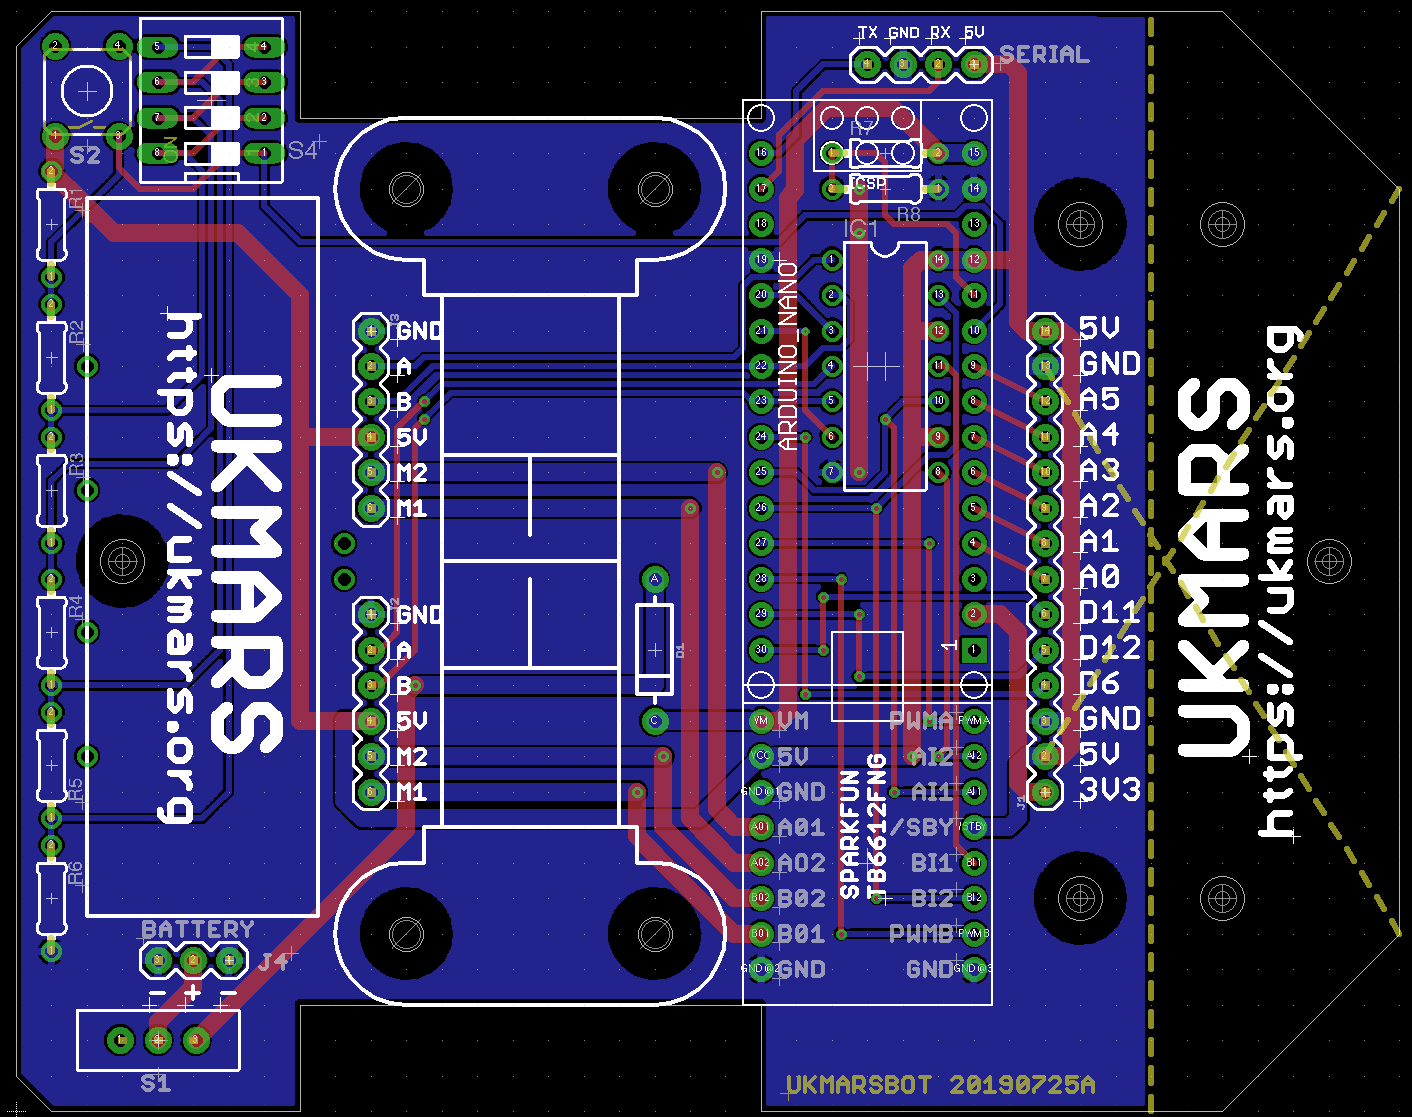 TX GND RX 5V
SERIAL
S2
S4
R7
ICSP
R8
IC1
R1
R2
R3
R4
R5
R6
ARDUINO_NANO
https://ukmars.org
UKMARS
GND
A
B
5V
M2
M1
GND
A
B
5V
M2
M1
D1
1
5V
GND
A5
A4
A3
A2
A1
A0
D11
D12
D6
GND
5V
3V3
J1
UKMARS
https://ukmars.org
VM PWMA
5V AI2
GND AI1
A01 /SBY
A02 BI1
B02 BI2
B01 PWMB
GND GND
SPARKFUN
TB6612FNG
BATTERY
J4
- + -
S1
UKMARSBOT 20190725A